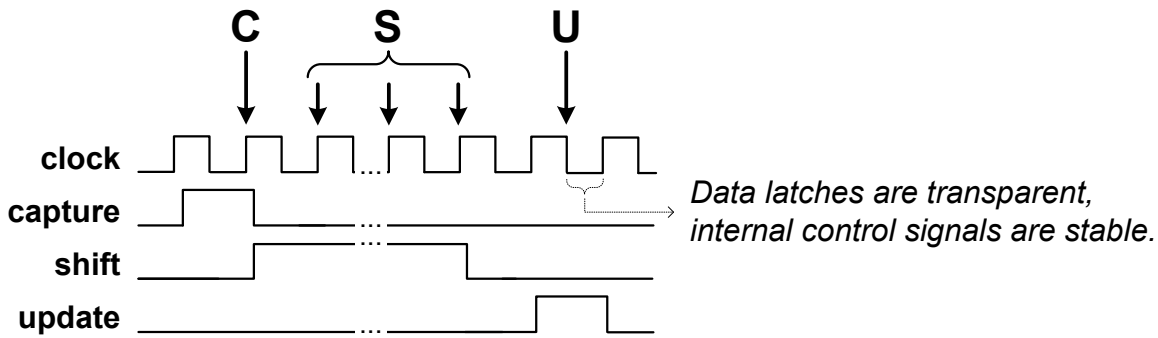 C S U
clock ...
capture ...
shift ...
update ...
Data latches are transparent,
internal control signals are stable.